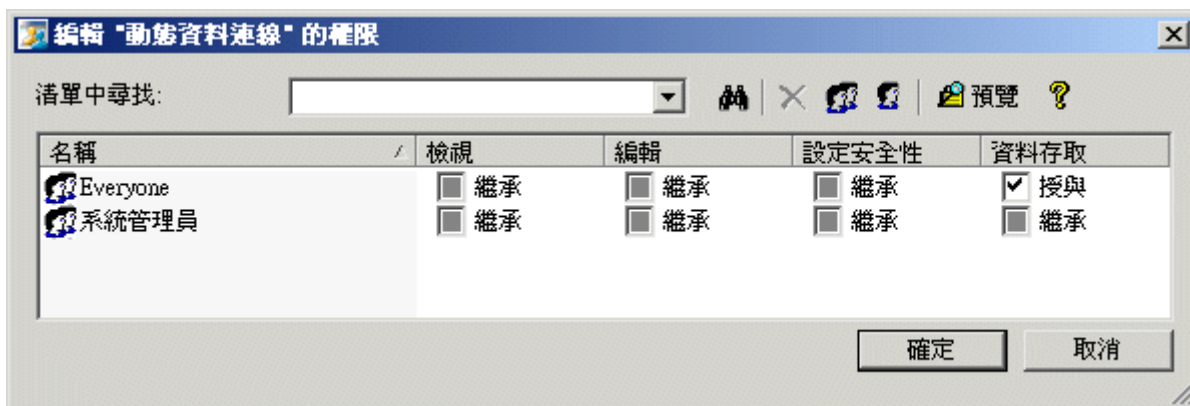 編輯 "動態資料連線" 的權限
清單中尋找: 預覽
名稱 檢視 編輯 設定安全性 資料存取
Everyone 繼承 繼承 繼承 授與
系統管理員 繼承 繼承 繼承 繼承
確定 取消